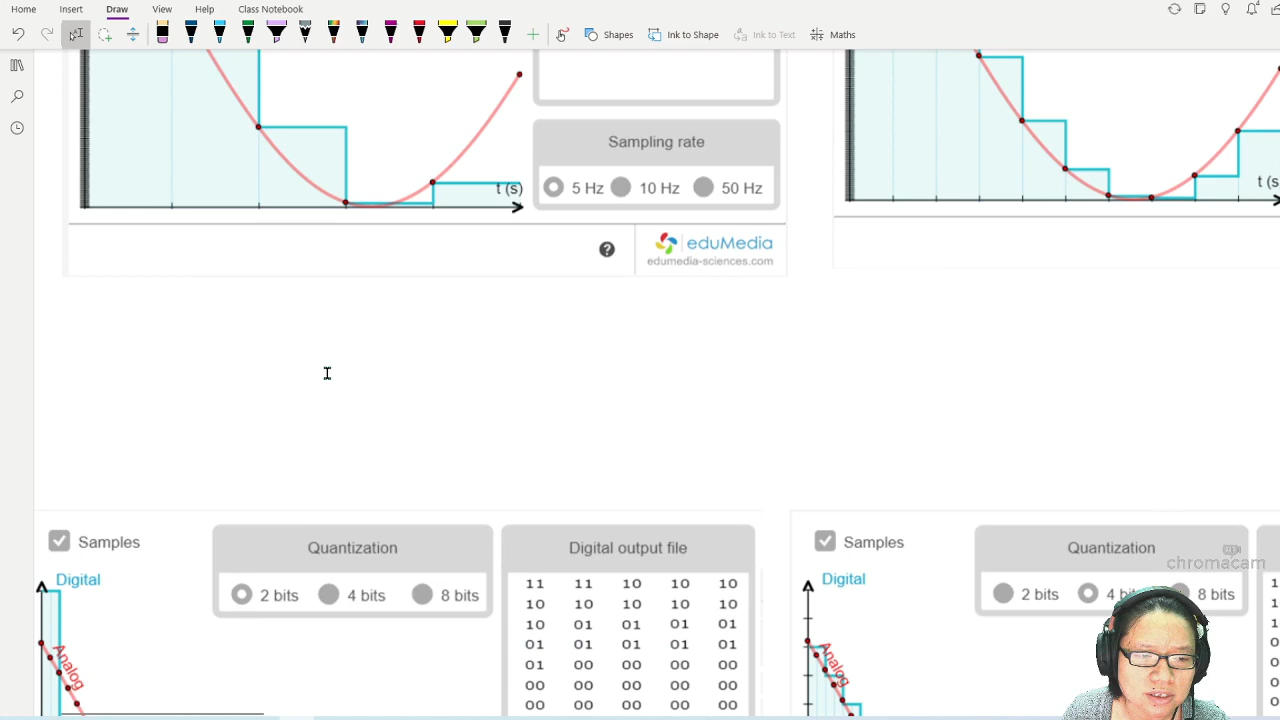 Home Insert Draw View Help Class Notebook
Shapes Ink to Shape Ink to Text Maths
Sampling rate
5 Hz 10 Hz 50 Hz
t (s)
t (s
? eduMedia
edumedia-sciences.com
Samples
Quantization
Digital output file
Samples
Quantization
Digital
2 bits 4 bits 8 bits
11 11 10 10 10
10 10 10 10 10
10 01 01 01 01
01 01 01 01 01
01 00 00 00 00
00 00 00 00 00
00 00 00 00 00
Analog
Digital
2 bits 8 bits
Analog
chromacam